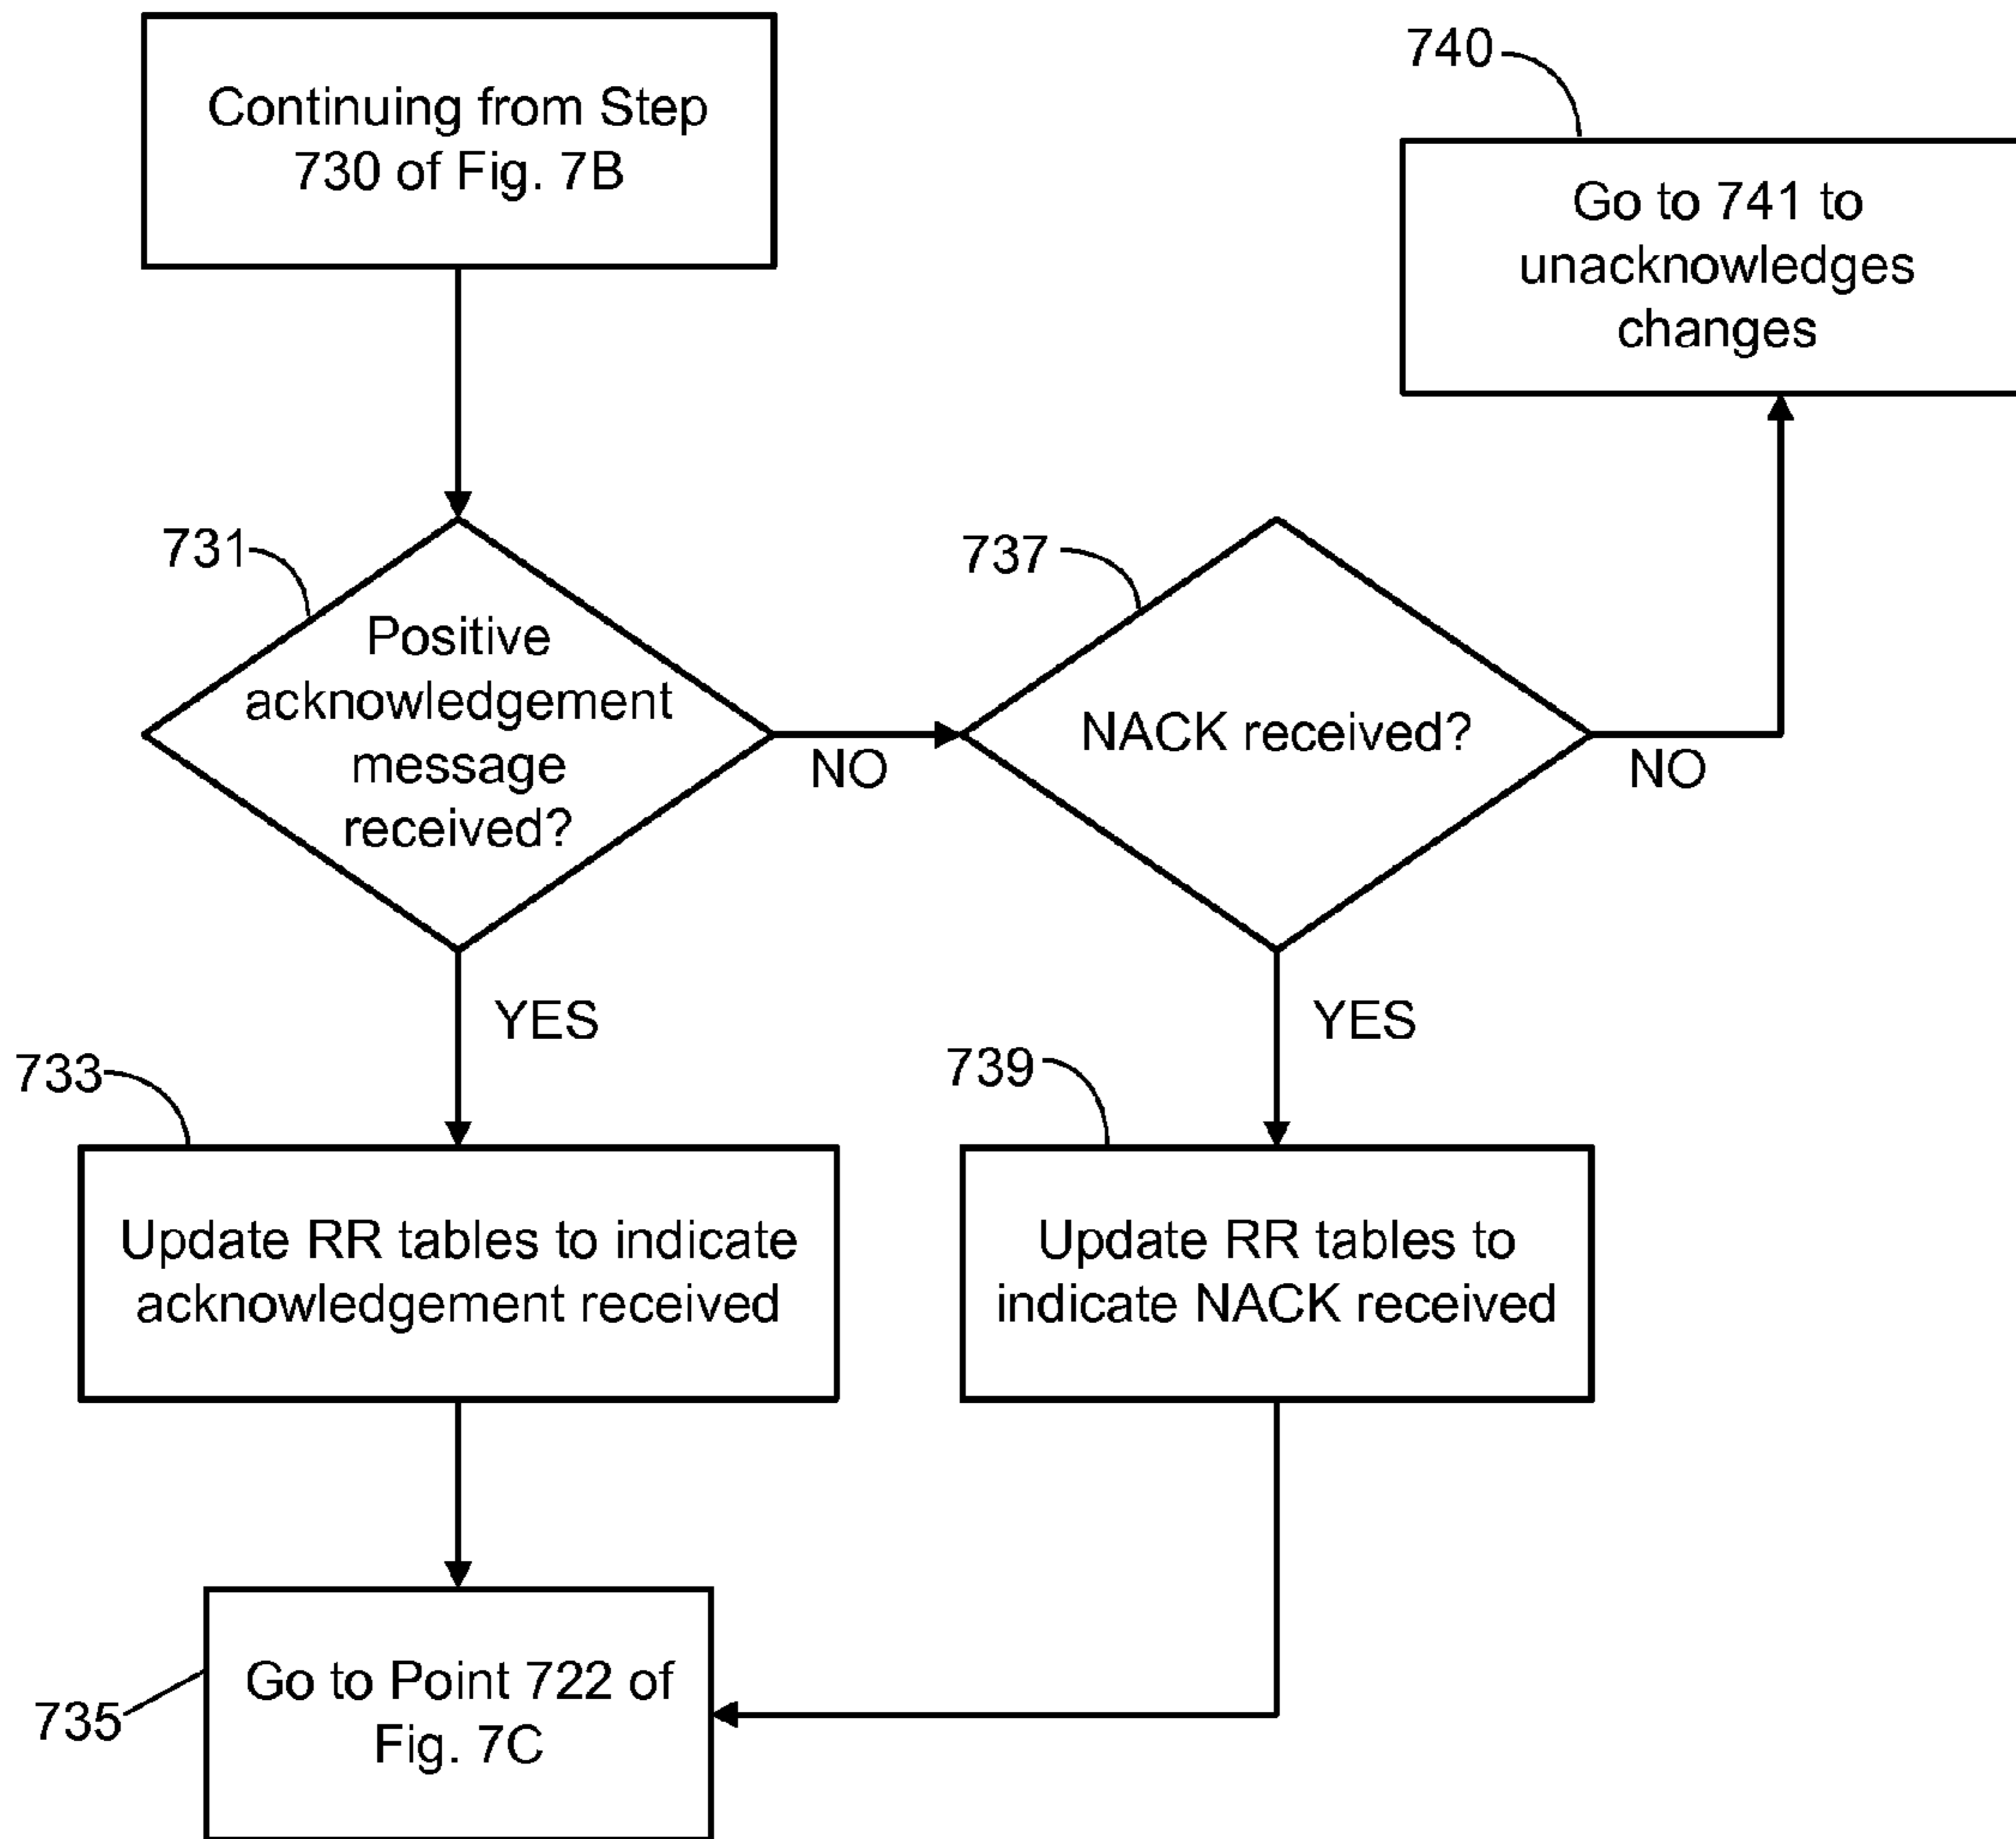 Continuing from Step
730 of Fig. 7B
740
Go to 741 to
unacknowledges
changes
731
Positive
acknowledgement
message
received?
NO
737
NACK received?
NO
YES
YES
733
Update RR tables to indicate
acknowledgement received
739
Update RR tables to
indicate NACK received
735
Go to Point 722 of
Fig. 7C